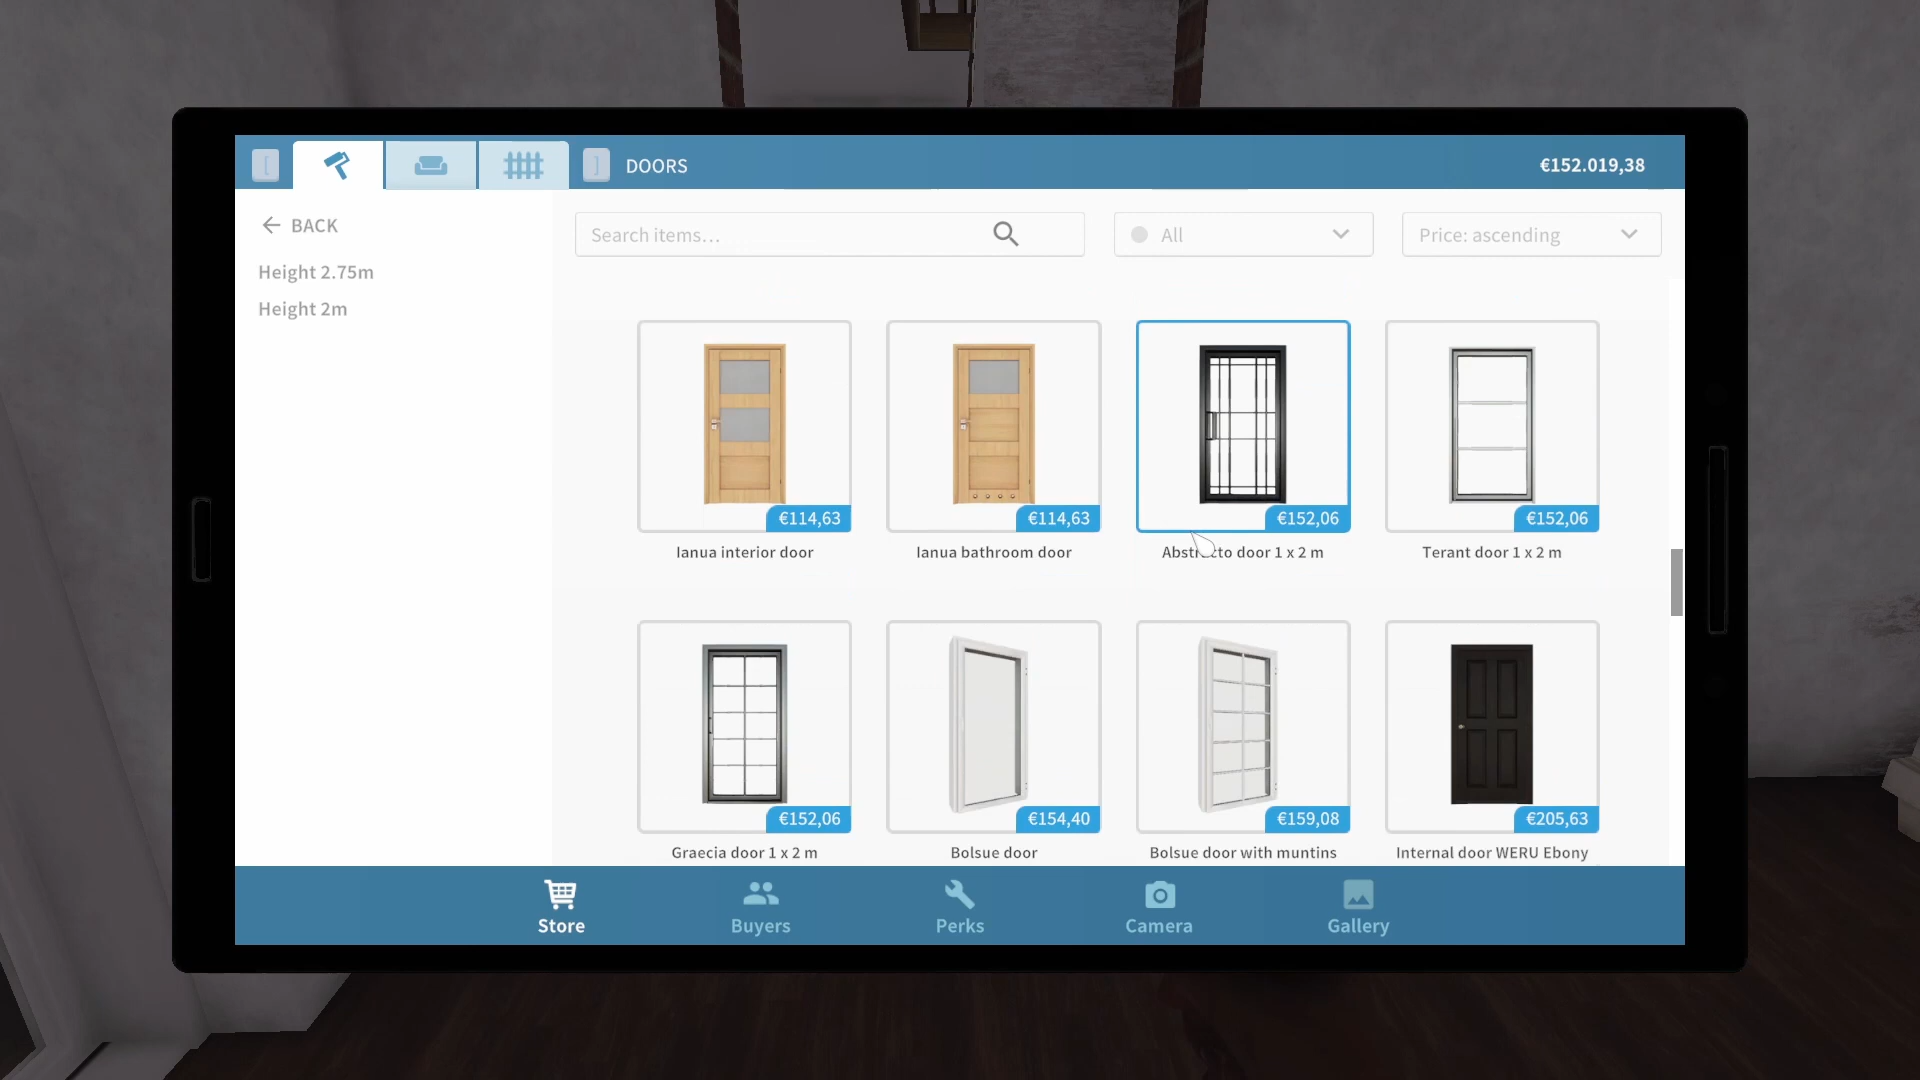 [ ] DOORS €152.019,38
BACK
Height 2.75m
Height 2m
Search items...
All
Price: ascending
€114,63 €114,63 €152,06 €152,06
Ianua interior door Ianua bathroom door Abstracto door 1 x 2 m Terant door 1 x 2 m
€152,06 €154,40 €159,08 €205,63
Graecia door 1 x 2 m Bolsue door Bolsue door with muntins Internal door WERU Ebony
Store Buyers Perks Camera Gallery